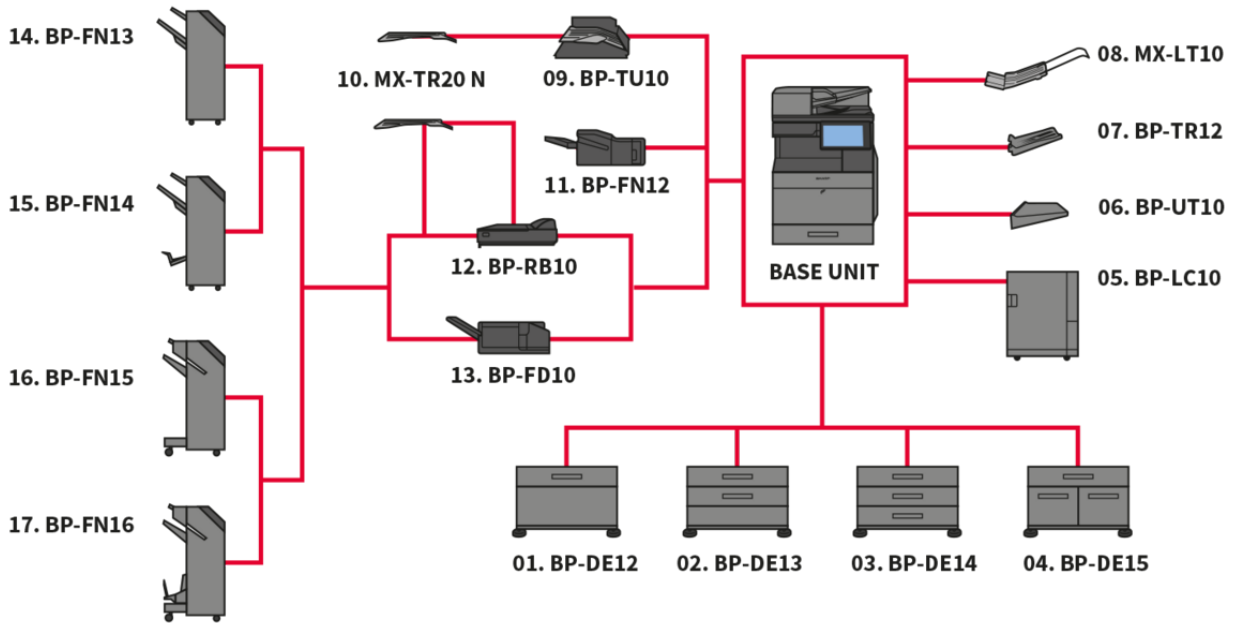 14. BP-FN13
10. MX-TR20 N
09. BP-TU10
08. MX-LT10
07. BP-TR12
11. BP-FN12
15. BP-FN14
06. BP-UT10
12. BP-RB10
BASE UNIT
05. BP-LC10
16. BP-FN15
13. BP-FD10
17. BP-FN16
01. BP-DE12
02. BP-DE13
03. BP-DE14
04. BP-DE15